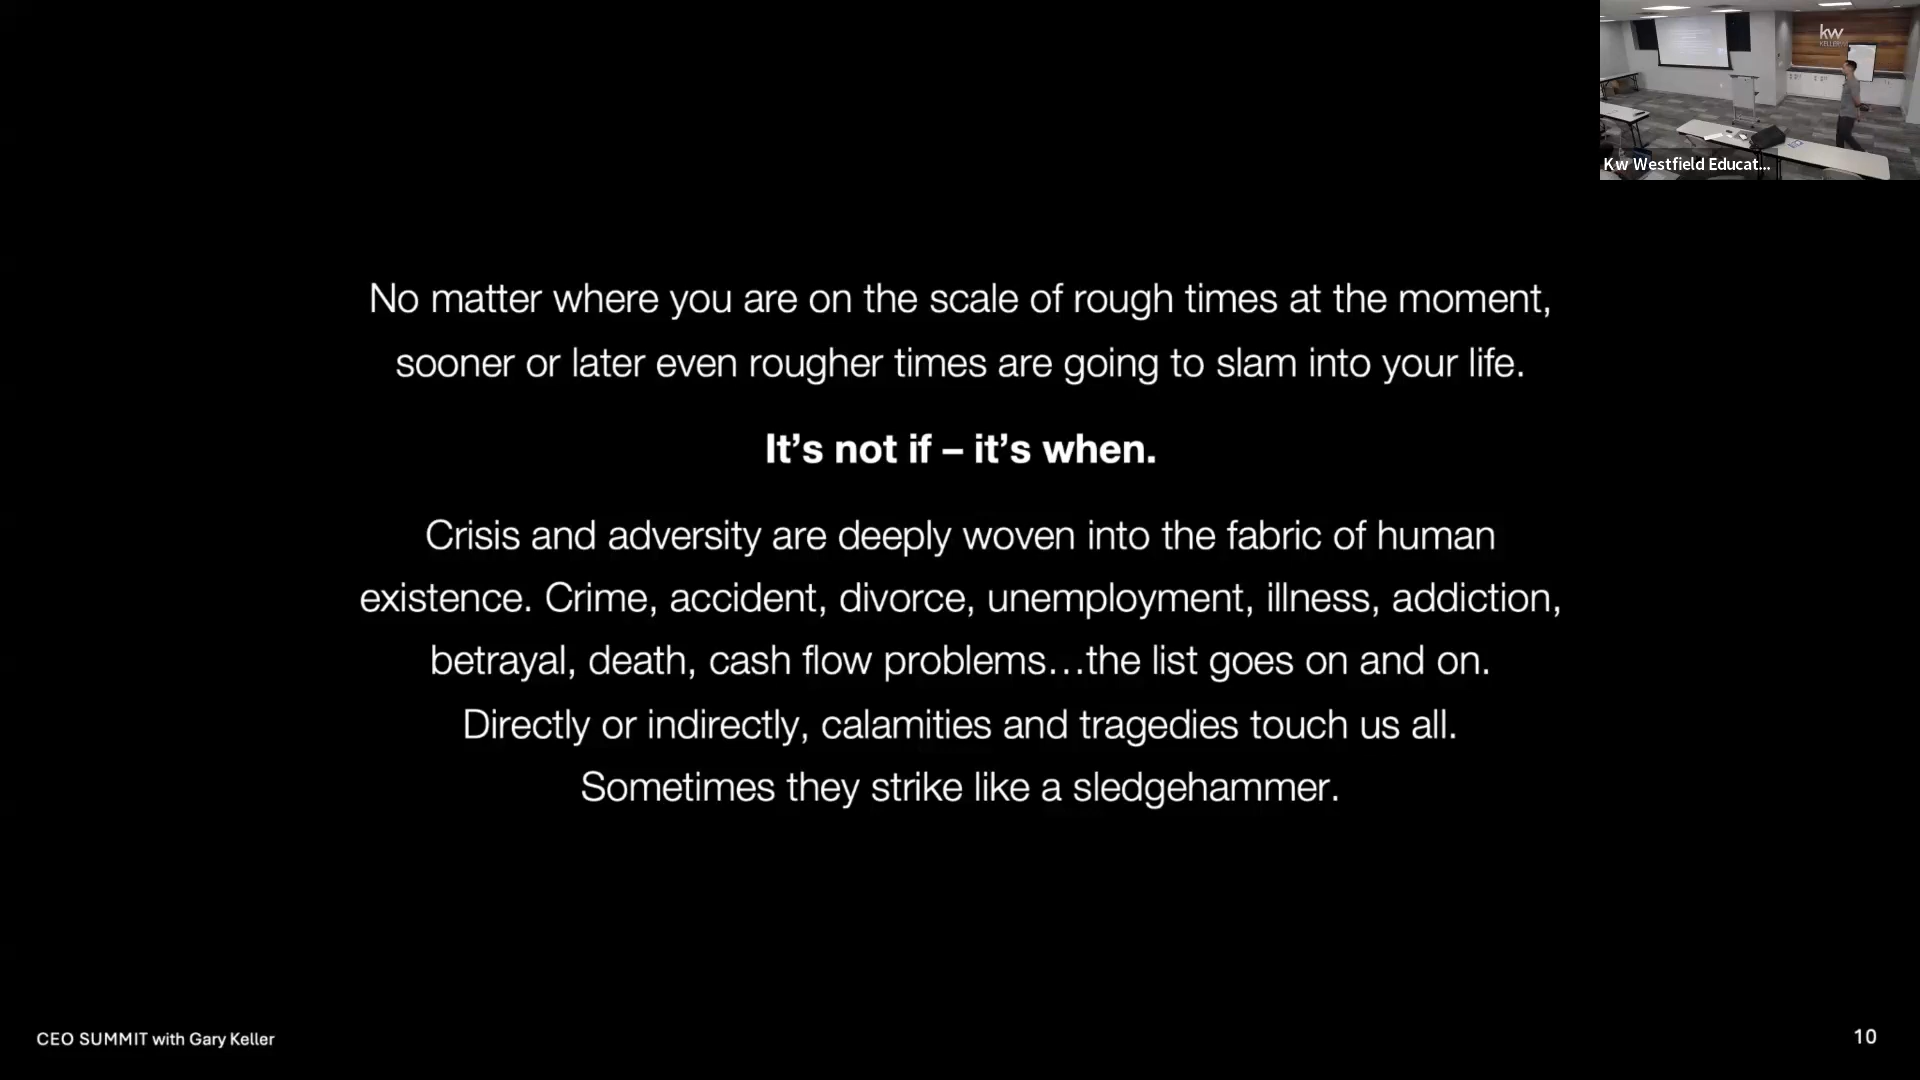 kw
Kw Westfield Educat...
No matter where you are on the scale of rough times at the moment,
sooner or later even rougher times are going to slam into your life.
It’s not if – it’s when.
Crisis and adversity are deeply woven into the fabric of human
existence. Crime, accident, divorce, unemployment, illness, addiction,
betrayal, death, cash flow problems…the list goes on and on.
Directly or indirectly, calamities and tragedies touch us all.
Sometimes they strike like a sledgehammer.
CEO SUMMIT with Gary Keller
10